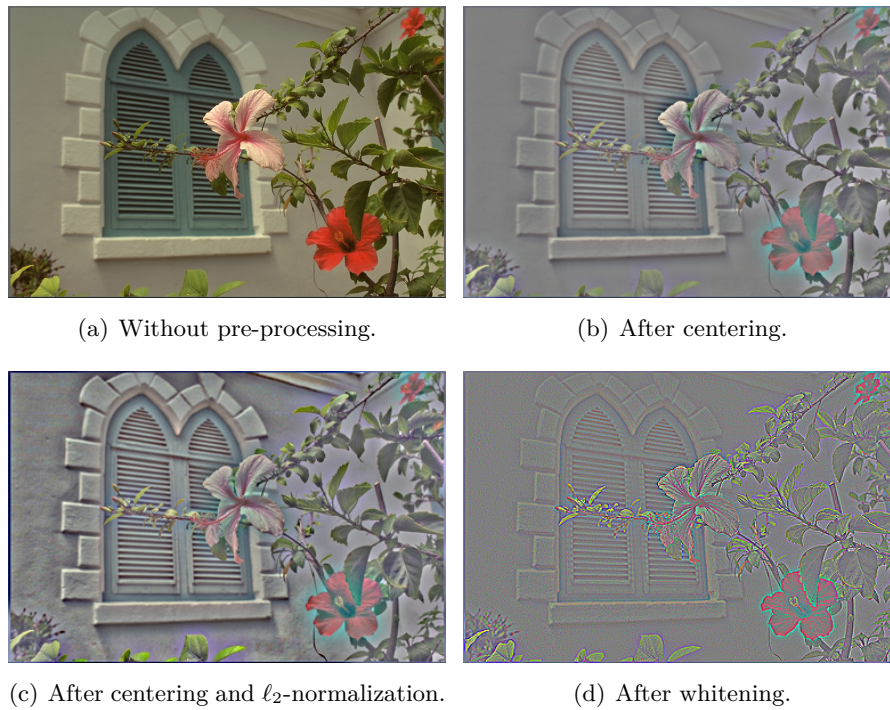 (a) Without pre-processing.
(b) After centering.
(c) After centering and ℓ₂-normalization.
(d) After whitening.